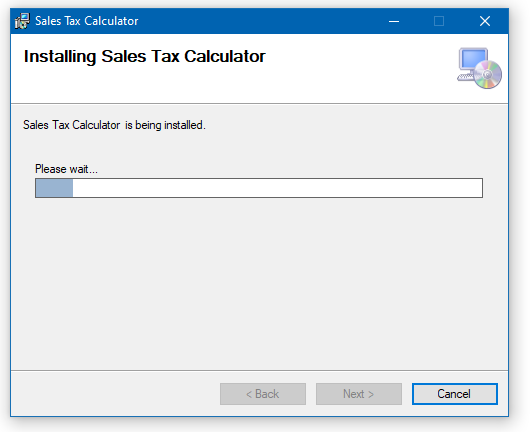 Sales Tax Calculator
Installing Sales Tax Calculator
Sales Tax Calculator is being installed.
Please wait...
< Back
Next >
Cancel